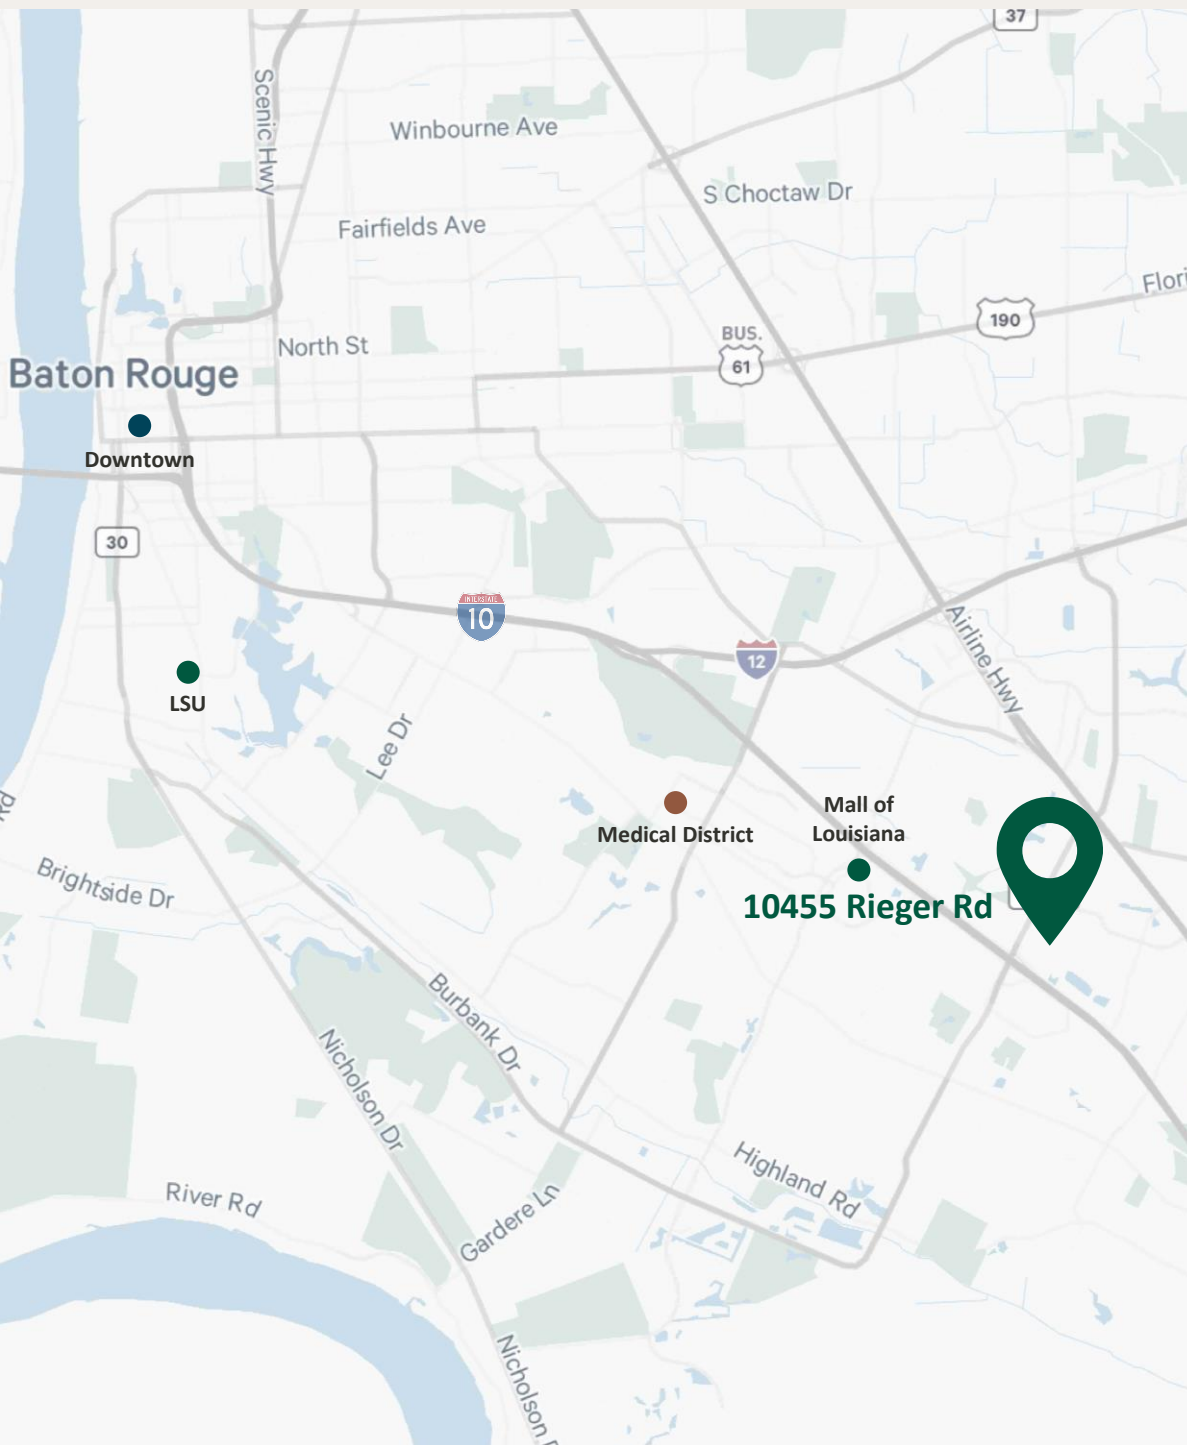 37
Scenic Hwy
Winbourne Ave
S Choctaw Dr
Fairfields Ave
190
North St
BUS.
61
Baton Rouge
Downtown
30
INTERSTATE
10
12
Airline Hwy
LSU
Lee Dr
Rd
Mall of
Louisiana
Medical District
Brightside Dr
10455 Rieger Rd
Burbank Dr
Nicholson Dr
Highland Rd
River Rd
Gardere Ln
Nicholson